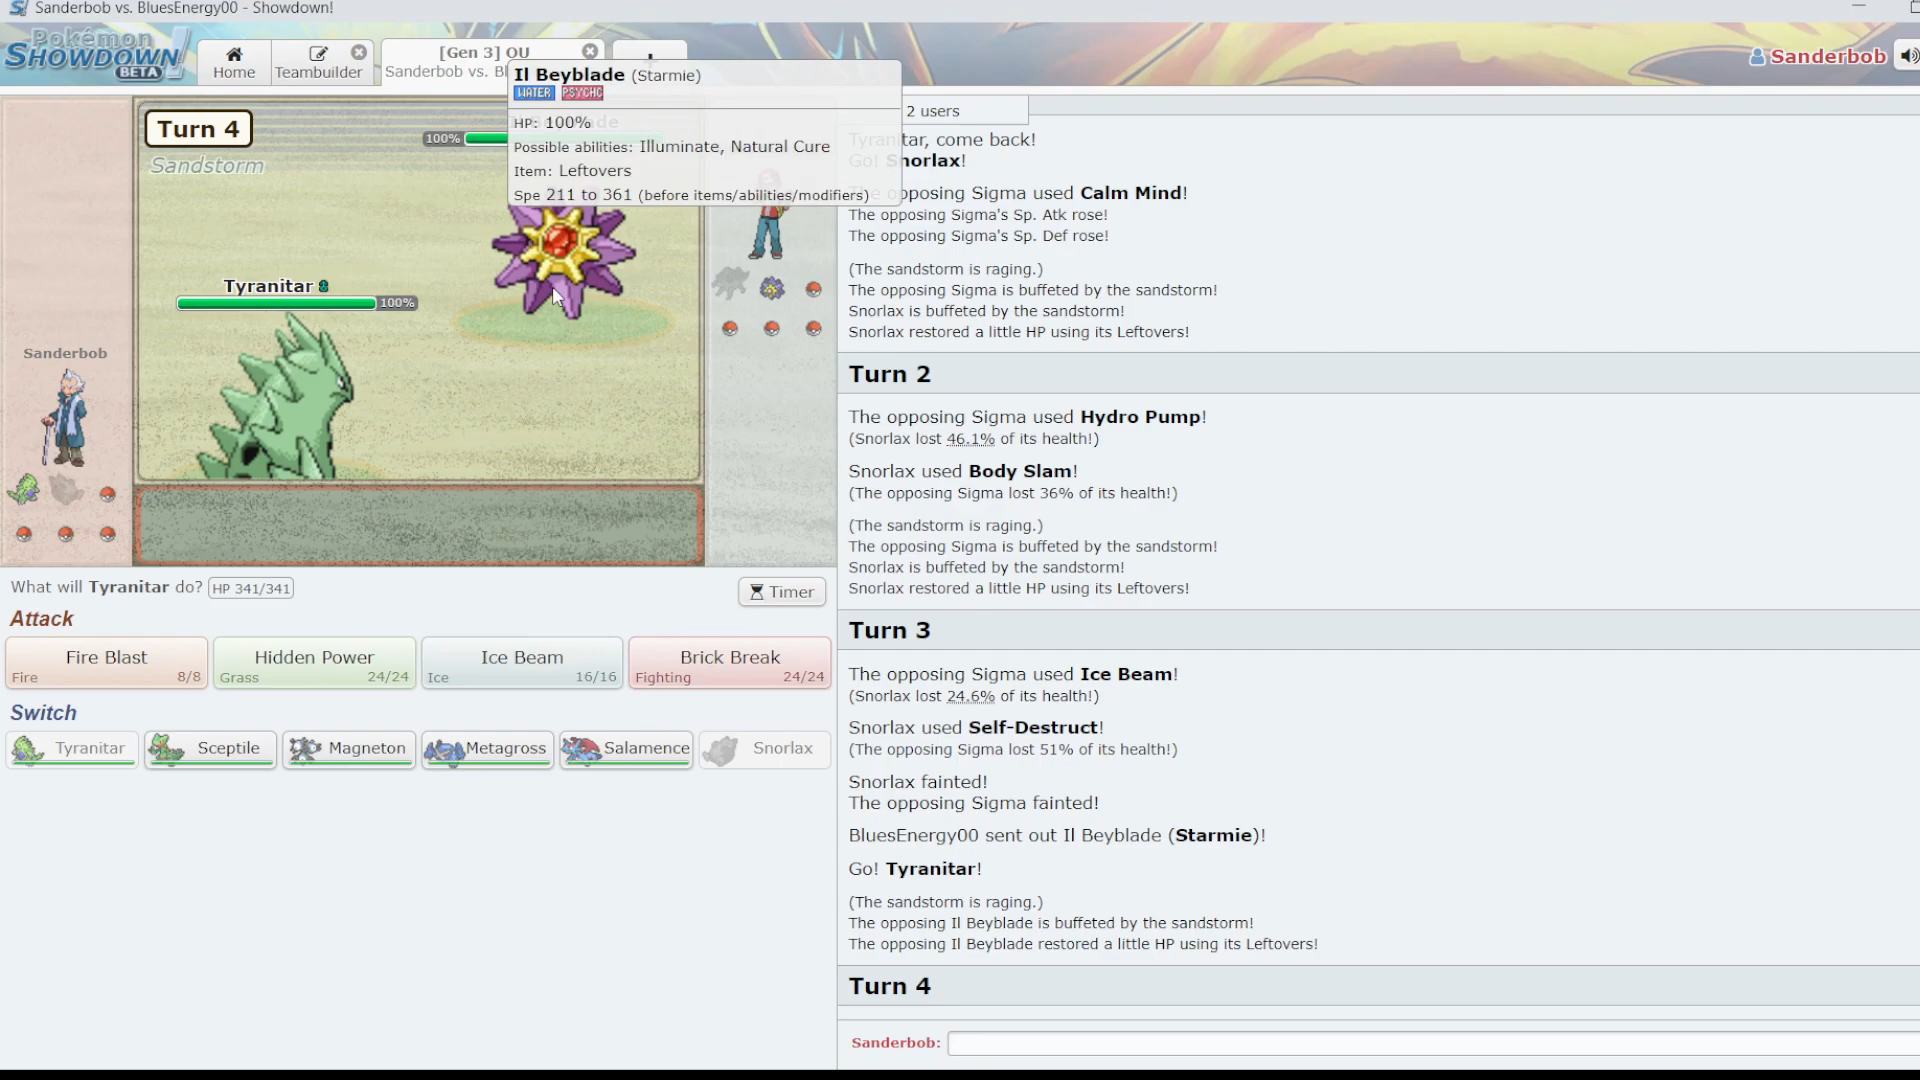 Sanderbob vs. BluesEnergy00 - Showdown!
Pokémon
SHOWDOWN!
BETA
Home
Teambuilder
[Gen 3] OU
Sanderbob vs. Bl
+
Sanderbob
Il Beyblade (Starmie)
WATER PSYCHC
HP: 100%
Possible abilities: Illuminate, Natural Cure
Item: Leftovers
Spe 211 to 361 (before items/abilities/modifiers)
Turn 4
Sandstorm
100%
Tyranitar
100%
Sanderbob
What will Tyranitar do? HP 341/341
Timer
Attack
Fire Blast
Fire 8/8
Hidden Power
Grass 24/24
Ice Beam
Ice 16/16
Brick Break
Fighting 24/24
Switch
Tyranitar
Sceptile
Magneton
Metagross
Salamence
Snorlax
2 users
Tyranitar, come back!
Go! Snorlax!
The opposing Sigma used Calm Mind!
The opposing Sigma's Sp. Atk rose!
The opposing Sigma's Sp. Def rose!
(The sandstorm is raging.)
The opposing Sigma is buffeted by the sandstorm!
Snorlax is buffeted by the sandstorm!
Snorlax restored a little HP using its Leftovers!
Turn 2
The opposing Sigma used Hydro Pump!
(Snorlax lost 46.1% of its health!)
Snorlax used Body Slam!
(The opposing Sigma lost 36% of its health!)
(The sandstorm is raging.)
The opposing Sigma is buffeted by the sandstorm!
Snorlax is buffeted by the sandstorm!
Snorlax restored a little HP using its Leftovers!
Turn 3
The opposing Sigma used Ice Beam!
(Snorlax lost 24.6% of its health!)
Snorlax used Self-Destruct!
(The opposing Sigma lost 51% of its health!)
Snorlax fainted!
The opposing Sigma fainted!
BluesEnergy00 sent out Il Beyblade (Starmie)!
Go! Tyranitar!
(The sandstorm is raging.)
The opposing Il Beyblade is buffeted by the sandstorm!
The opposing Il Beyblade restored a little HP using its Leftovers!
Turn 4
Sanderbob: